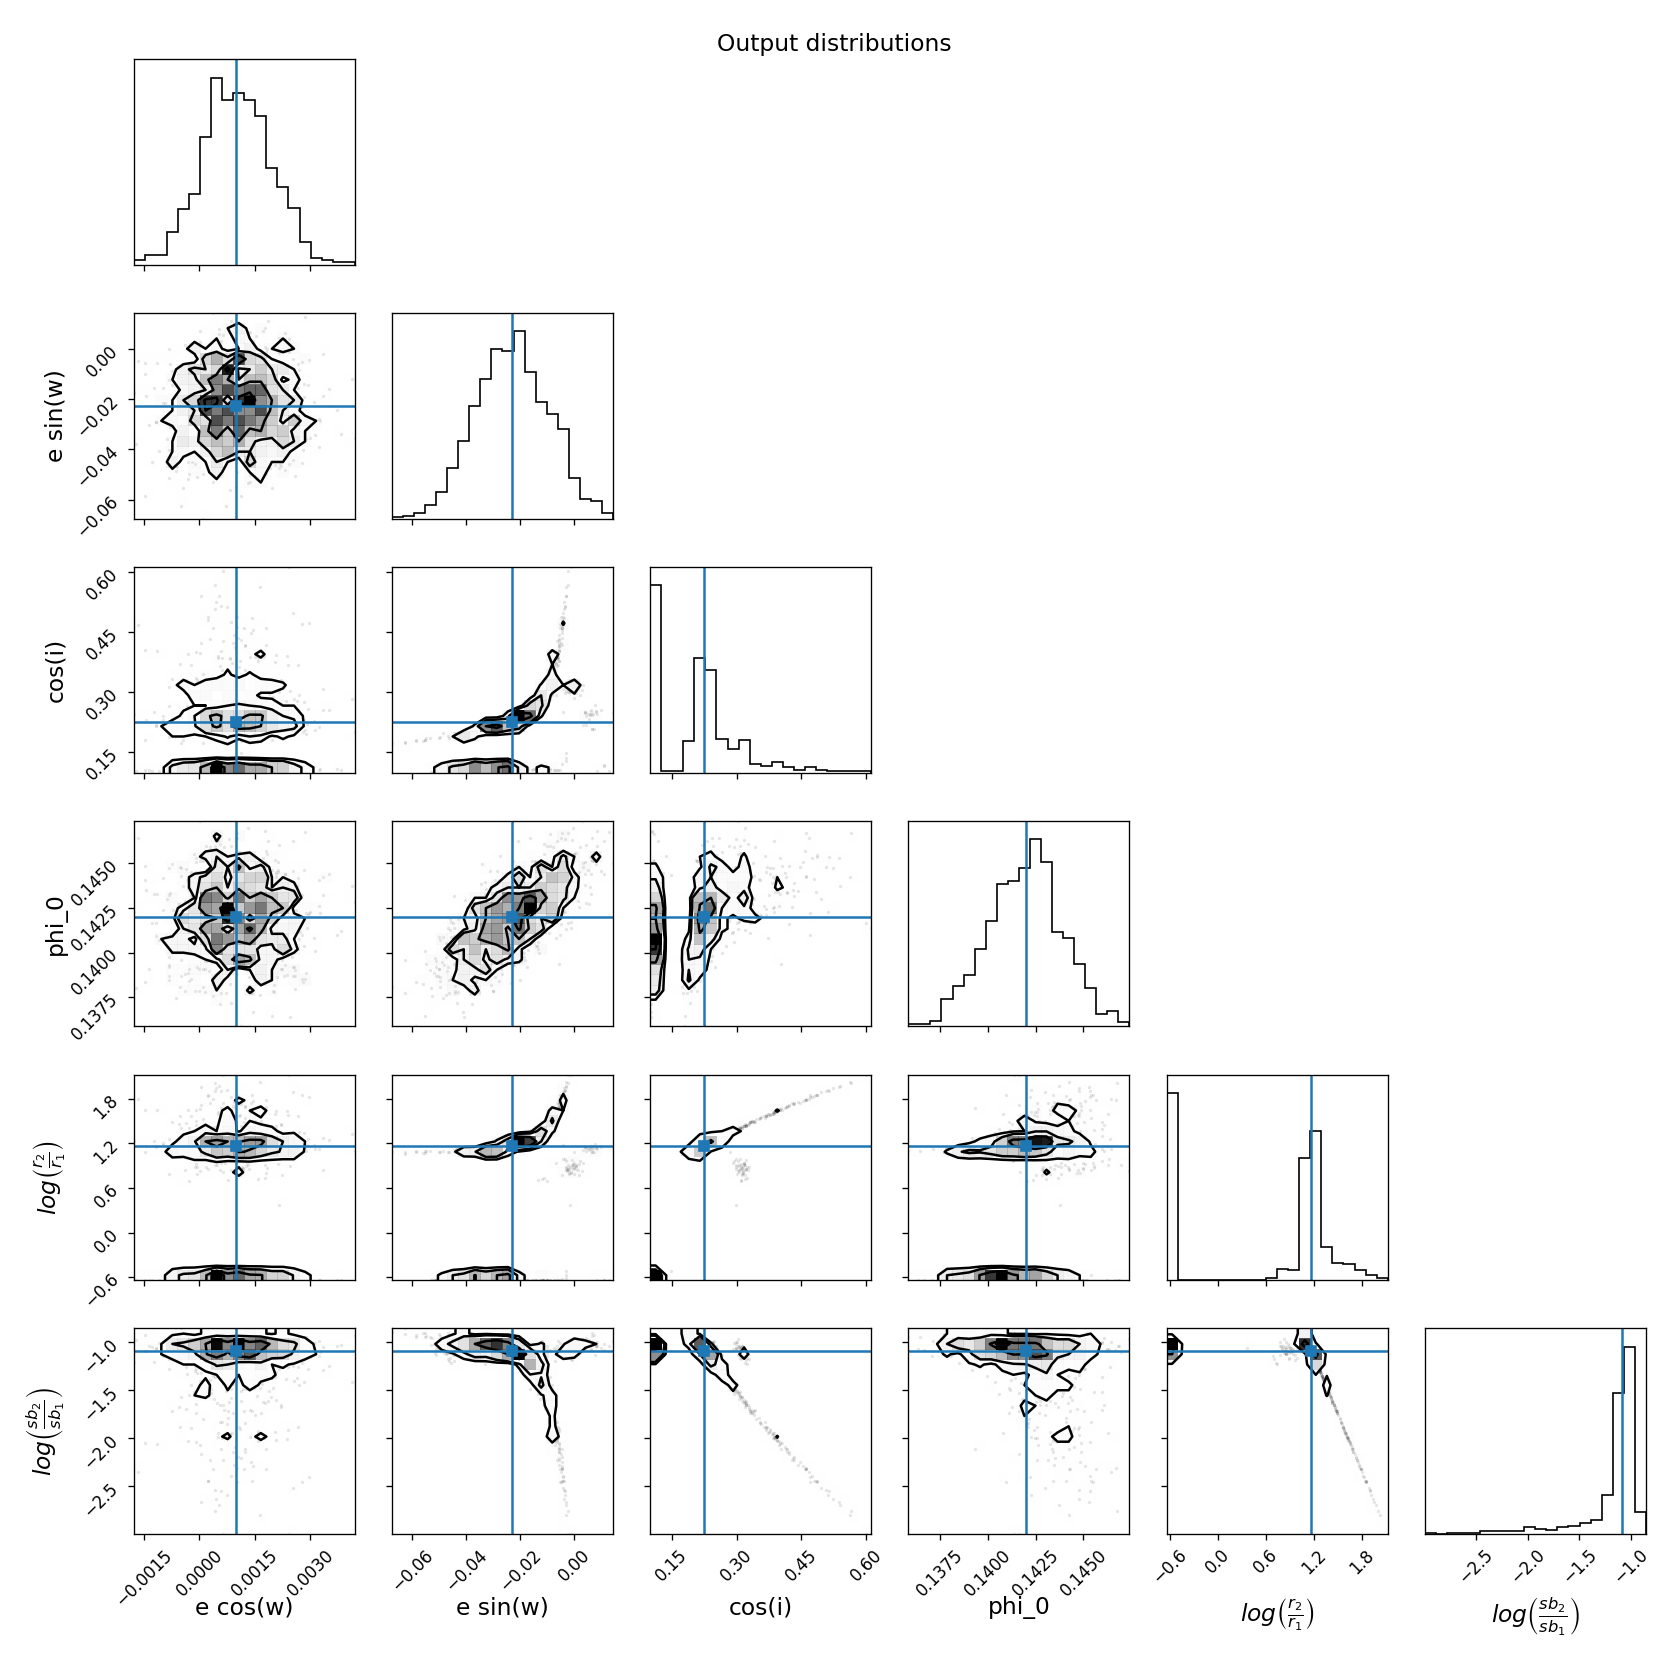 Output distributions
e sin(w)
0.00
−0.02
−0.04
−0.06
cos(i)
0.60
0.45
0.30
0.15
phi_0
0.1450
0.1425
0.1400
0.1375
log(r2/r1)
1.8
1.2
0.6
0.0
−0.6
log(sb2/sb1)
−1.0
−1.5
−2.0
−2.5
−0.0015 0.0000 0.0015 0.0030
−0.06 −0.04 −0.02 0.00
0.15 0.30 0.45 0.60
0.1375 0.1400 0.1425 0.1450
−0.6 0.0 0.6 1.2 1.8
−2.5 −2.0 −1.5 −1.0
e cos(w) e sin(w) cos(i) phi_0 log(r2/r1) log(sb2/sb1)